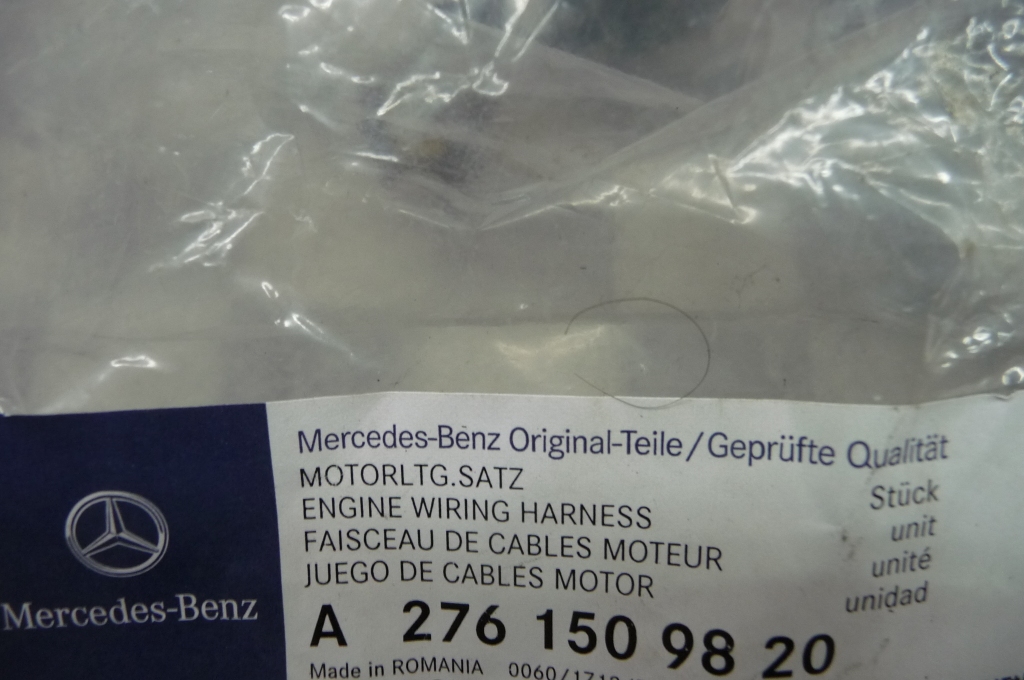 Mercedes-Benz Original-Teile/Geprüfte Qualität
MOTORLTG.SATZ
ENGINE WIRING HARNESS
FAISCEAU DE CABLES MOTEUR
JUEGO DE CABLES MOTOR
Stück
unit
unité
unidad
Mercedes-Benz
A 276 150 98 20
Made in ROMANIA